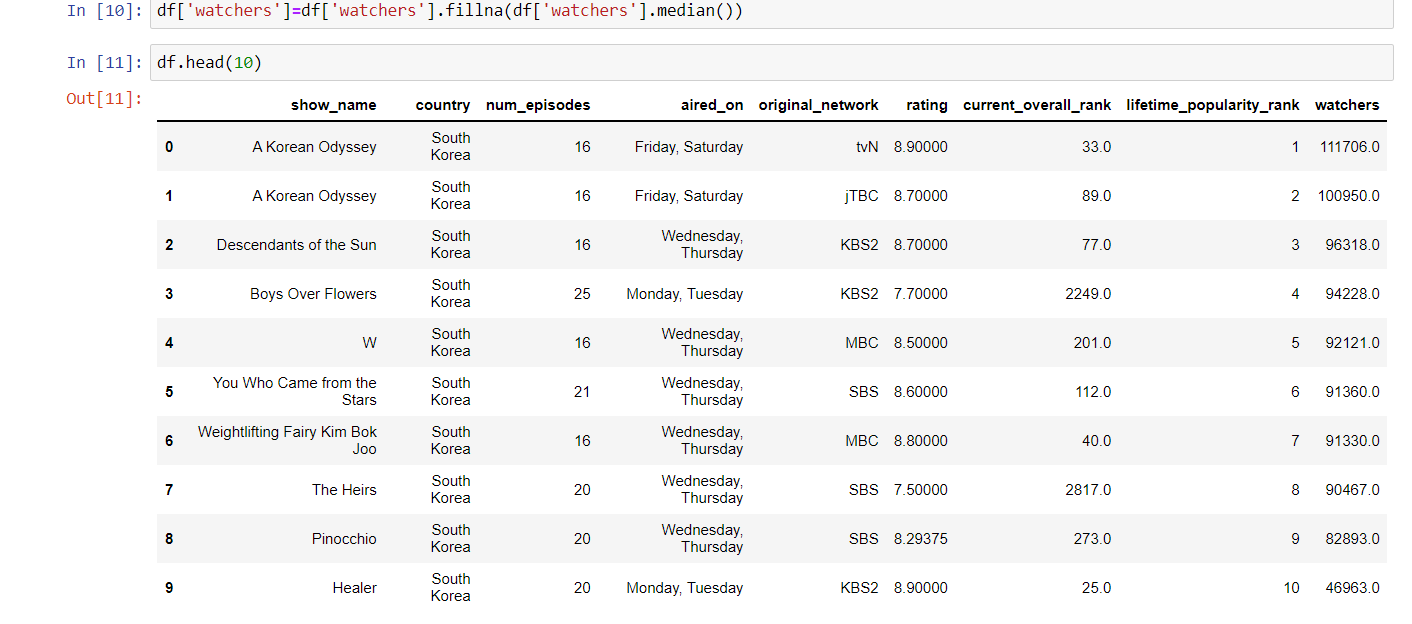 In [10]: df['watchers']=df['watchers'].fillna(df['watchers'].median())
In [11]: df.head(10)
Out[11]:
show_name country num_episodes aired_on original_network rating current_overall_rank lifetime_popularity_rank watchers
0 A Korean Odyssey South Korea 16 Friday, Saturday tvN 8.90000 33.0 1 111706.0
1 A Korean Odyssey South Korea 16 Friday, Saturday jTBC 8.70000 89.0 2 100950.0
2 Descendants of the Sun South Korea 16 Wednesday, Thursday KBS2 8.70000 77.0 3 96318.0
3 Boys Over Flowers South Korea 25 Monday, Tuesday KBS2 7.70000 2249.0 4 94228.0
4 W South Korea 16 Wednesday, Thursday MBC 8.50000 201.0 5 92121.0
5 You Who Came from the Stars South Korea 21 Wednesday, Thursday SBS 8.60000 112.0 6 91360.0
6 Weightlifting Fairy Kim Bok Joo South Korea 16 Wednesday, Thursday MBC 8.80000 40.0 7 91330.0
7 The Heirs South Korea 20 Wednesday, Thursday SBS 7.50000 2817.0 8 90467.0
8 Pinocchio South Korea 20 Wednesday, Thursday SBS 8.29375 273.0 9 82893.0
9 Healer South Korea 20 Monday, Tuesday KBS2 8.90000 25.0 10 46963.0